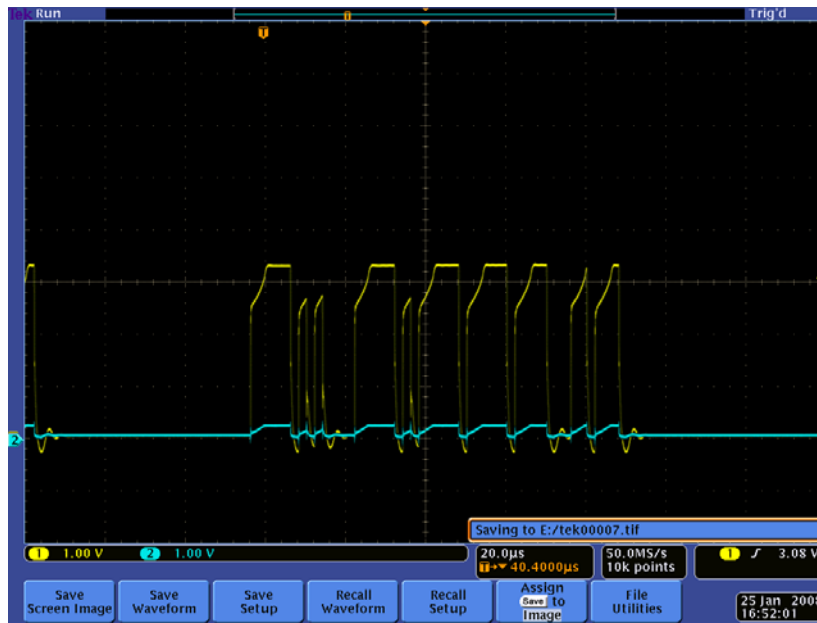 Tek Run Trig'd
T
2
Saving to E:/tek00007.tif
1 1.00 V 2 1.00 V 20.0µs 50.0MS/s 1 3.08 V
T→▼ 40.4000µs 10k points
Save Screen Image
Save Waveform
Save Setup
Recall Waveform
Recall Setup
Assign Save to Image
File Utilities
25 Jan 2008
16:52:01